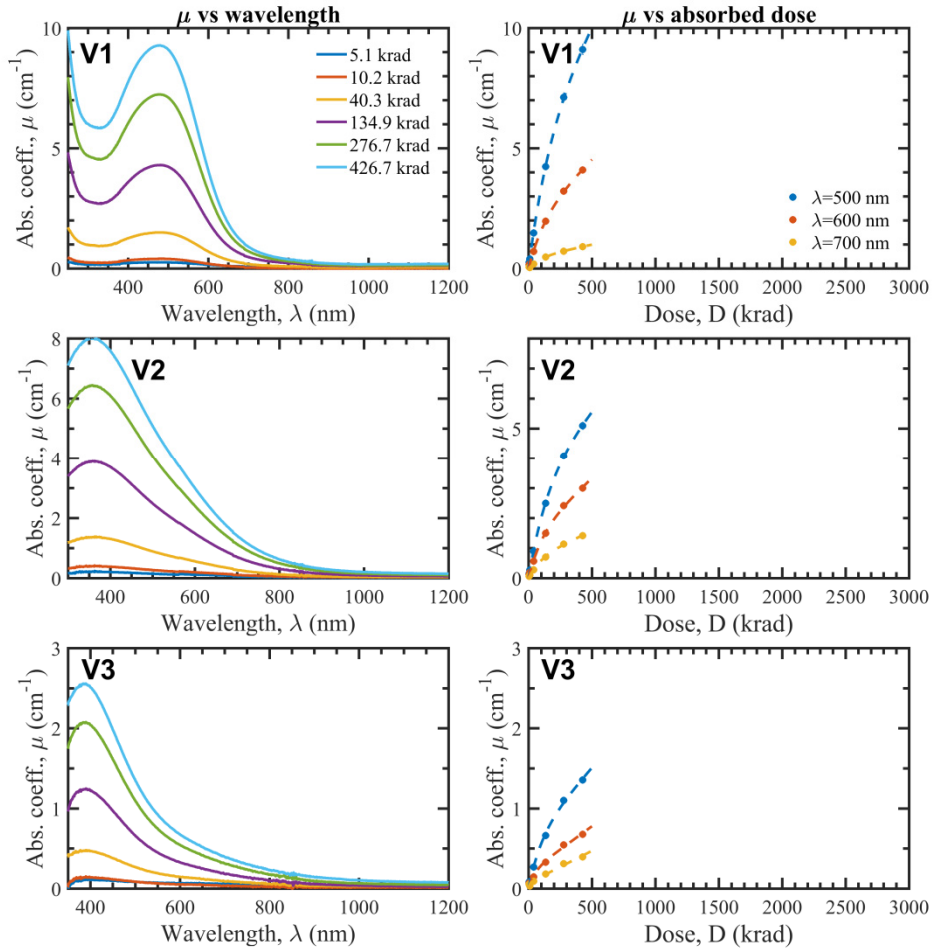 μ vs wavelength
V1
10
5
0
400 600 800 1000 1200
Abs. coeff., μ (cm⁻¹)
Wavelength, λ (nm)
5.1 krad
10.2 krad
40.3 krad
134.9 krad
276.7 krad
426.7 krad
μ vs absorbed dose
V1
10
5
0
0 500 1000 1500 2000 2500 3000
Abs. coeff., μ (cm⁻¹)
Dose, D (krad)
λ=500 nm
λ=600 nm
λ=700 nm
V2
8
6
4
2
0
400 600 800 1000 1200
Abs. coeff., μ (cm⁻¹)
Wavelength, λ (nm)
V2
5
0
0 500 1000 1500 2000 2500 3000
Abs. coeff., μ (cm⁻¹)
Dose, D (krad)
V3
3
2
1
0
400 600 800 1000 1200
Abs. coeff., μ (cm⁻¹)
Wavelength, λ (nm)
V3
3
2
1
0
0 500 1000 1500 2000 2500 3000
Abs. coeff., μ (cm⁻¹)
Dose, D (krad)